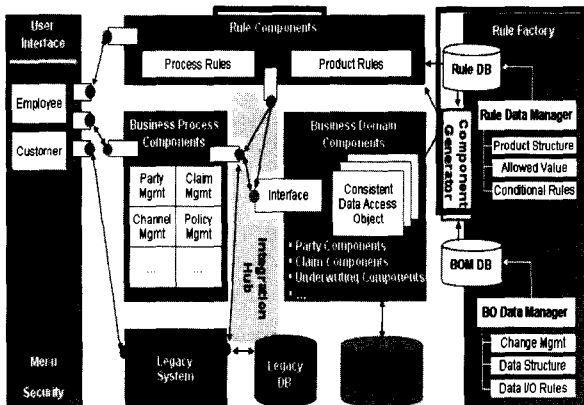 User
Interface
Employee
Customer
Menu
Security
Rule Components
Process Rules
Product Rules
Business Process
Components
Party
Mgmt
Claim
Mgmt
Channel
Mgmt
Policy
Mgmt
...
...
Integration
Hub
Interface
Business Domain
Components
Consistent
Data Access
Object
• Party Components
• Claim Components
• Underwriting Components
• ...
Legacy
System
Legacy
DB
Component
Generator
Rule Factory
Rule DB
Rule Data Manager
Product Structure
Allowed Value
Conditional Rules
BOM DB
BO Data Manager
Change Mgmt
Data Structure
Data I/O Rules